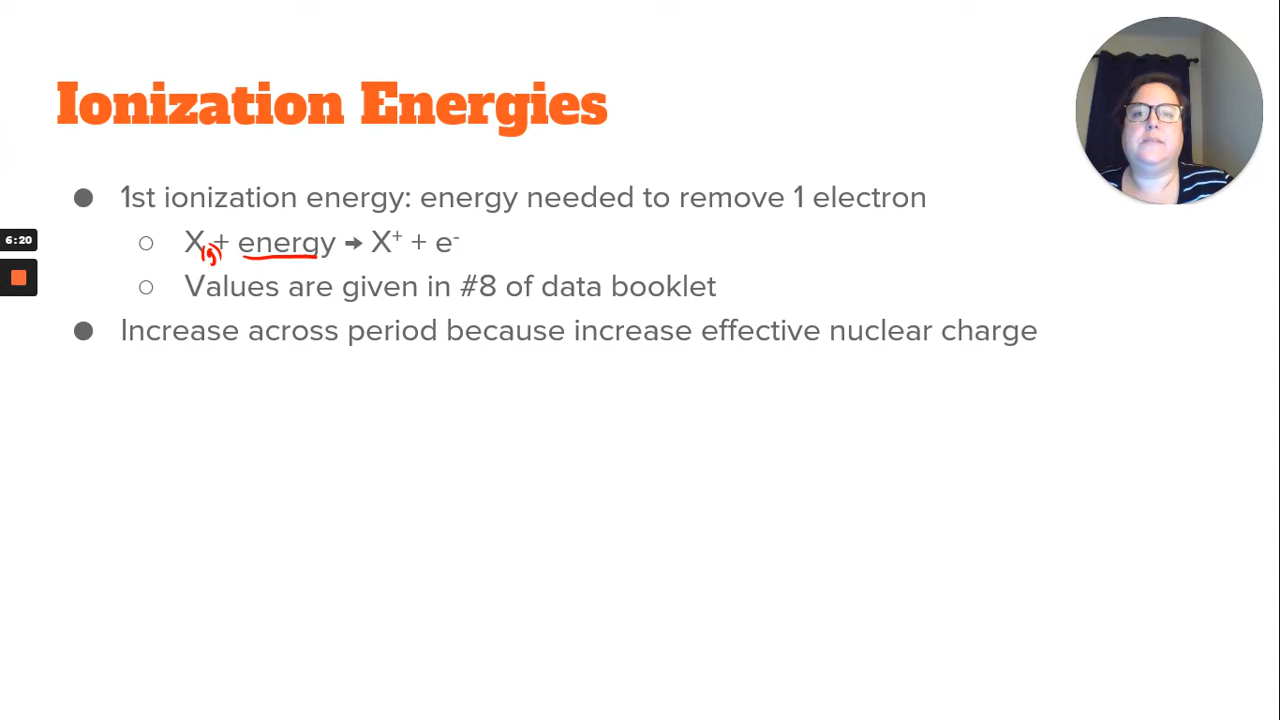 Ionization Energies
● 1st ionization energy: energy needed to remove 1 electron
○ X(g) + energy → X⁺ + e⁻
6:20
○ Values are given in #8 of data booklet
● Increase across period because increase effective nuclear charge